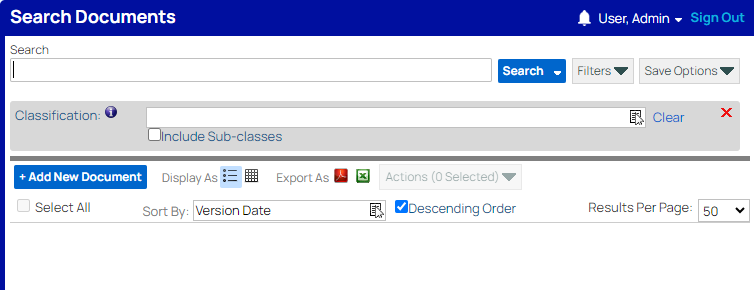 Search Documents User, Admin Sign Out
Search
Search Filters Save Options
Classification: Clear
Include Sub-classes
+ Add New Document Display As Export As Actions (0 Selected)
Select All Sort By: Version Date Descending Order Results Per Page: 50